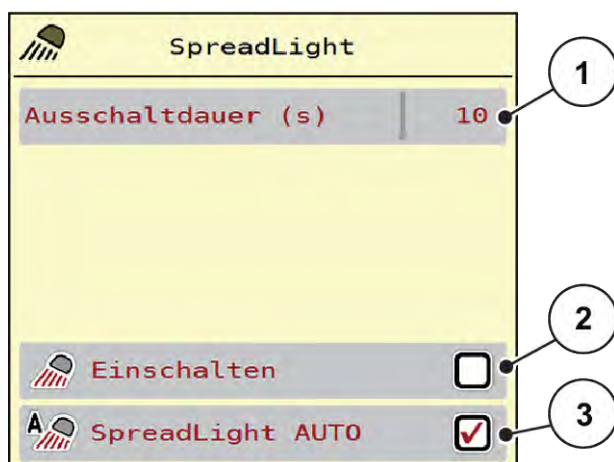 SpreadLight
Ausschaltdauer (s) 10
1
Einschalten
2
A SpreadLight AUTO
3